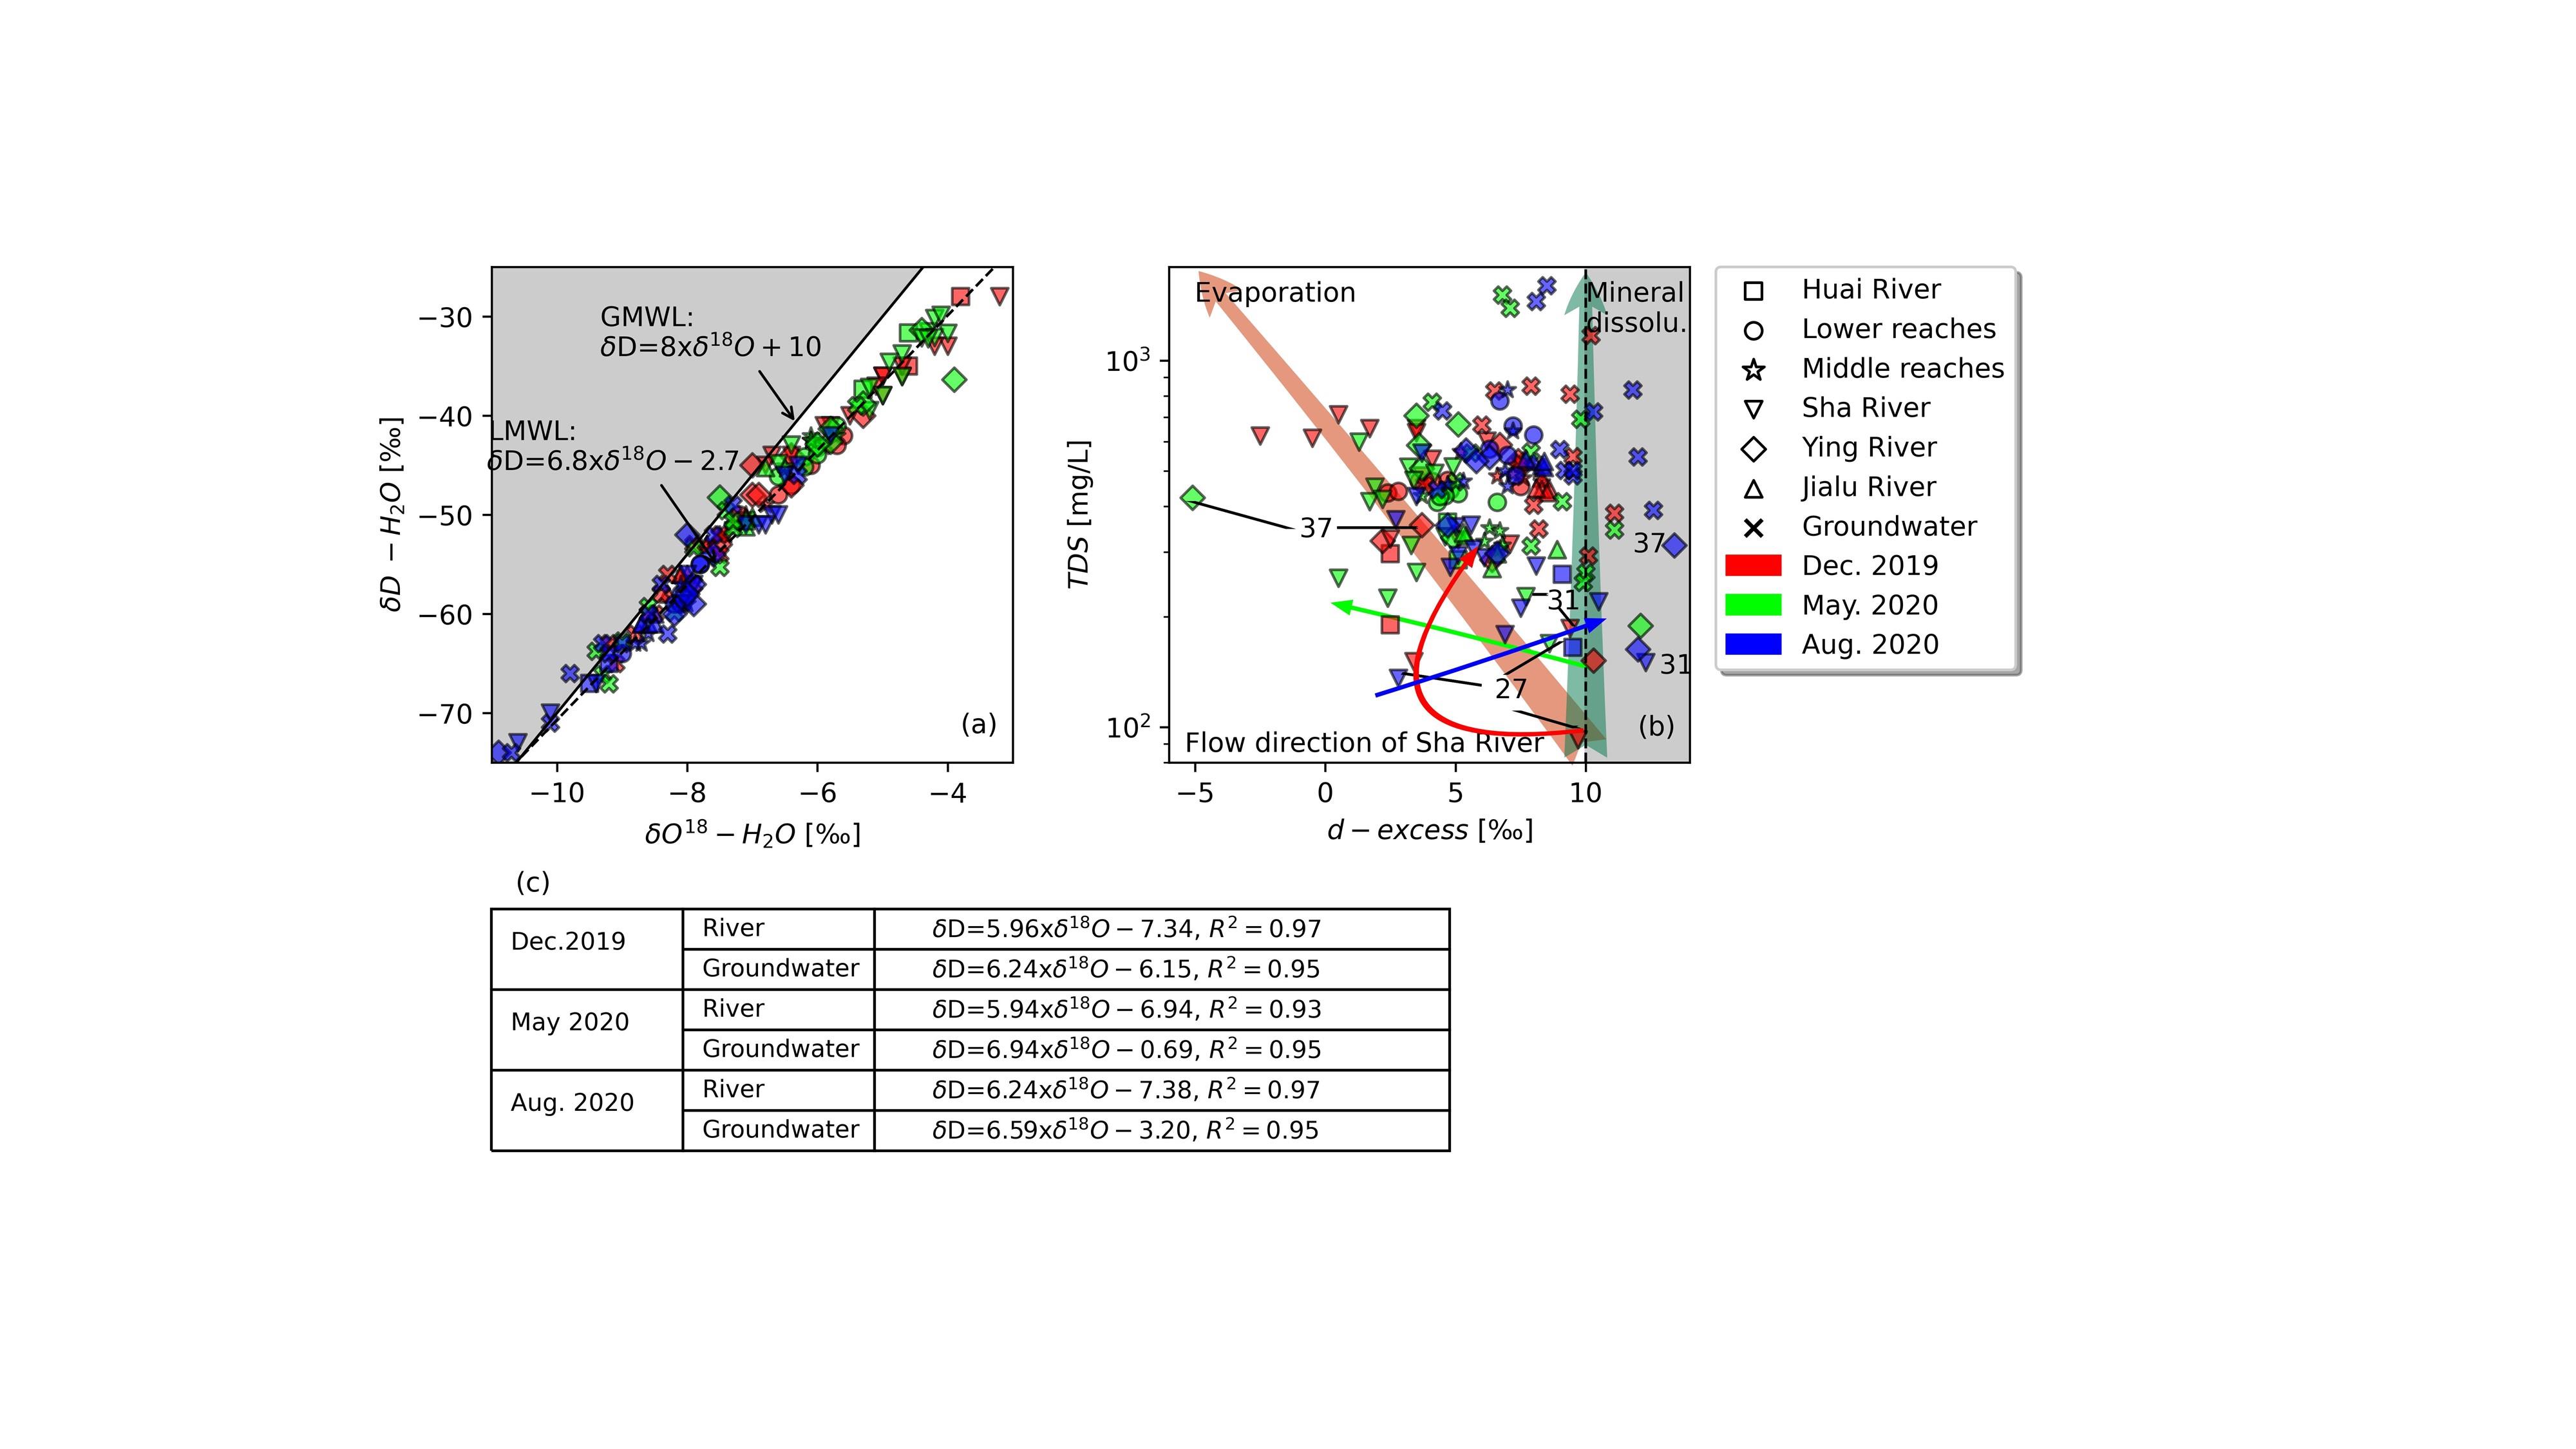 GMWL:
δD=8xδ¹⁸O − 10
LMWL:
δD=6.8xδ¹⁸O − 2.7
(a)
−30
−40
−50
−60
−70
δD − H₂O [‰]
−10 −8 −6 −4
δO¹⁸ − H₂O [‰]
Evaporation
Mineral
dissolu.
37
37
31
31
27
Flow direction of Sha River
(b)
10³
10²
TDS [mg/L]
−5 0 5 10
d − excess [‰]
Huai River
Lower reaches
Middle reaches
Sha River
Ying River
Jialu River
Groundwater
Dec. 2019
May. 2020
Aug. 2020
(c)
Dec.2019
River δD=5.96xδ¹⁸O − 7.34, R² = 0.97
Groundwater δD=6.24xδ¹⁸O − 6.15, R² = 0.95
May 2020
River δD=5.94xδ¹⁸O − 6.94, R² = 0.93
Groundwater δD=6.94xδ¹⁸O − 0.69, R² = 0.95
Aug. 2020
River δD=6.24xδ¹⁸O − 7.38, R² = 0.97
Groundwater δD=6.59xδ¹⁸O − 3.20, R² = 0.95